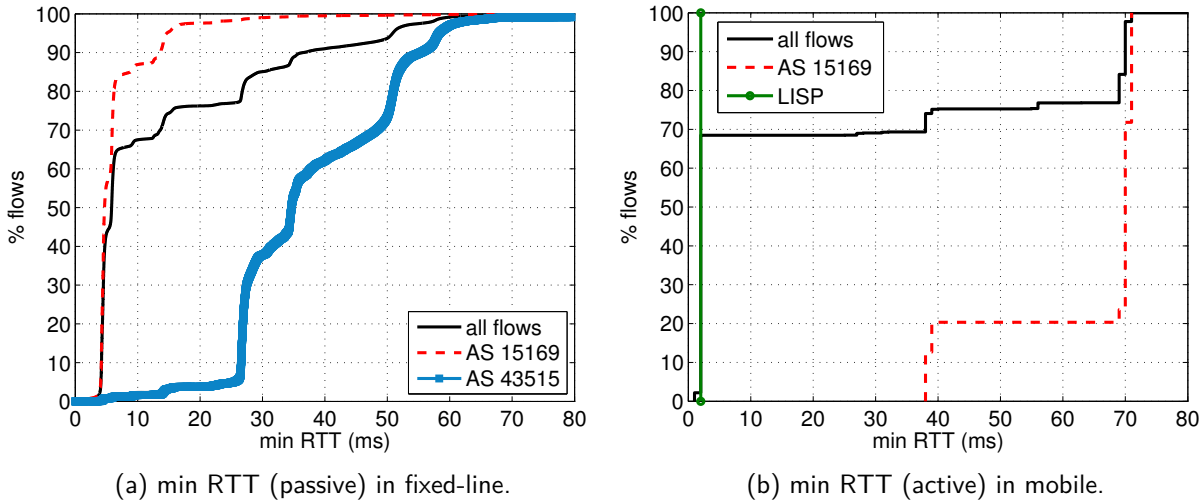 100
90
80
70
60
50
40
30
20
10
0
% flows
0 10 20 30 40 50 60 70 80
min RTT (ms)
all flows
AS 15169
AS 43515
(a) min RTT (passive) in fixed-line.
100
90
80
70
60
50
40
30
20
10
0
% flows
0 10 20 30 40 50 60 70 80
min RTT (ms)
all flows
AS 15169
LISP
(b) min RTT (active) in mobile.